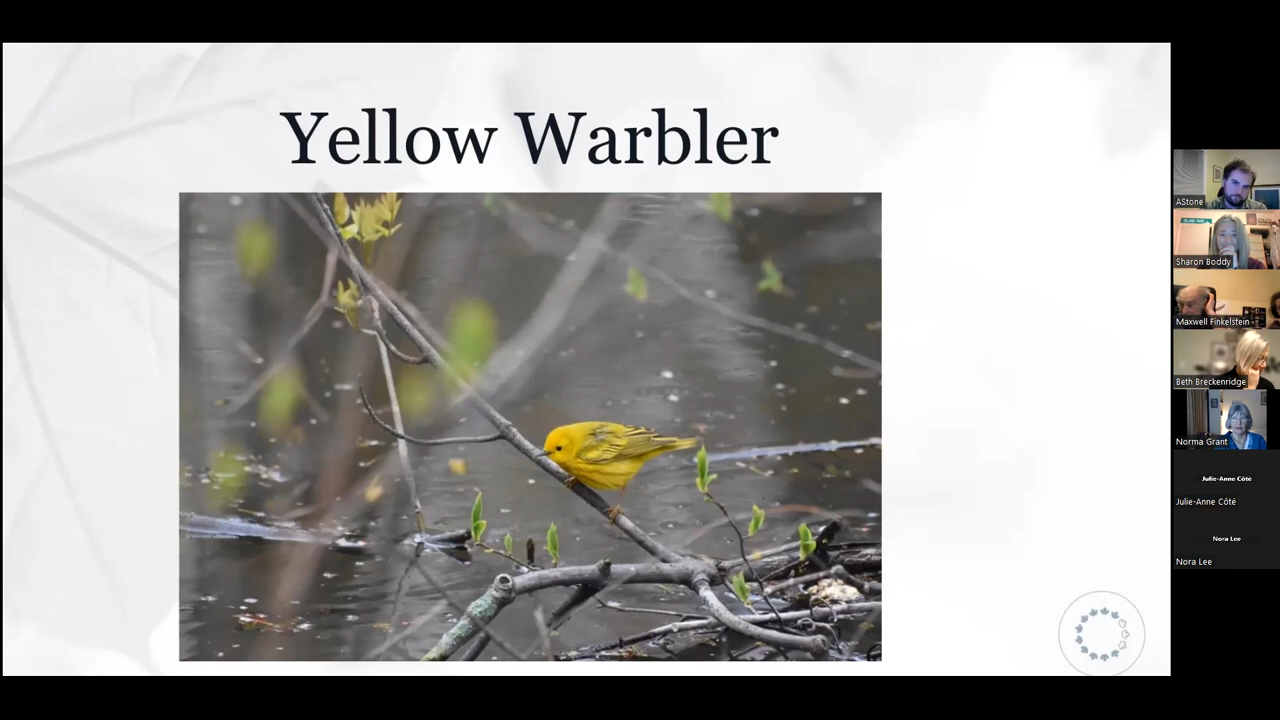 Yellow Warbler
AStone
Sharon Boddy
Maxwell Finkelstein
Beth Breckenridge
Norma Grant
Julie-Anne Côté
Julie-Anne Côté
Nora Lee
Nora Lee